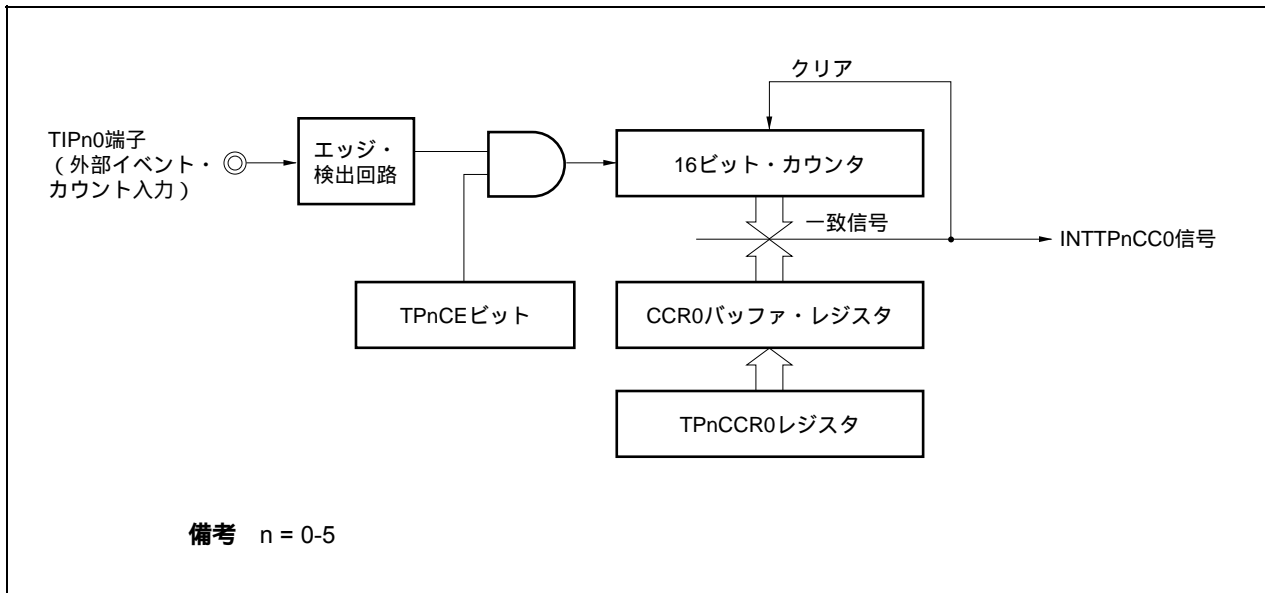 クリア
TIPn0端子
（外部イベント・
カウント入力）
エッジ・
検出回路
16ビット・カウンタ
一致信号
INTTPnCC0信号
TPnCEビット
CCR0バッファ・レジスタ
TPnCCR0レジスタ
備考 n = 0-5